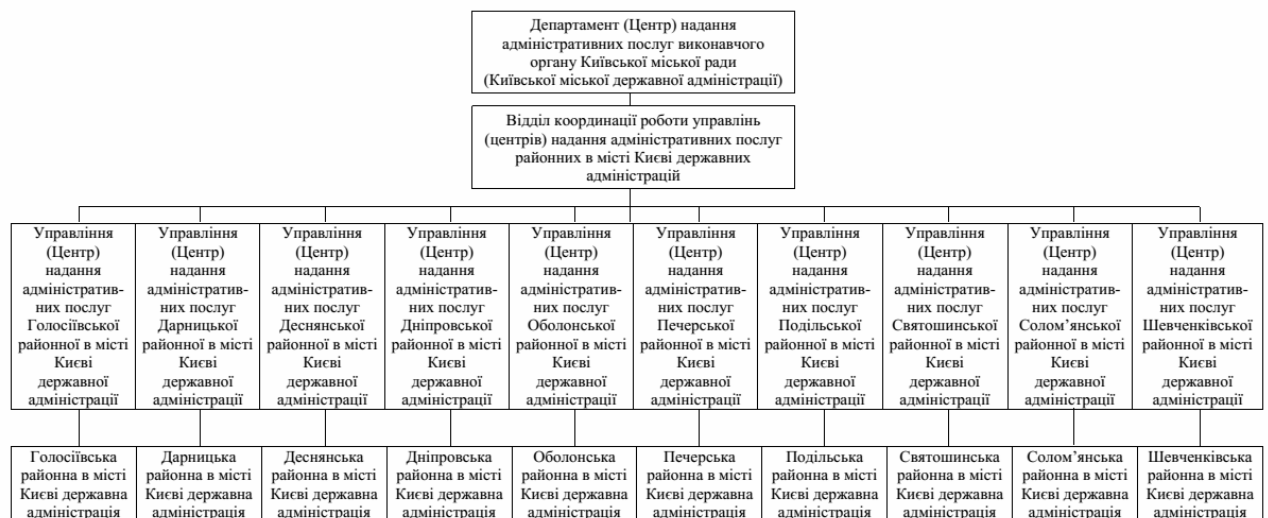 Департамент (Центр) надання
адміністративних послуг виконавчого
органу Київської міської ради
(Київської міської державної адміністрації)
Відділ координації роботи управлінь
(центрів) надання адміністративних послуг
районних в місті Києві державних
адміністрацій
Управління
(Центр)
надання
адміністратив-
них послуг
Голосіївської
районної в місті
Києві
державної
адміністрації
Управління
(Центр)
надання
адміністратив-
них послуг
Дарницької
районної в місті
Києві
державної
адміністрації
Управління
(Центр)
надання
адміністратив-
них послуг
Деснянської
районної в місті
Києві
державної
адміністрації
Управління
(Центр)
надання
адміністратив-
них послуг
Дніпровської
районної в місті
Києві
державної
адміністрації
Управління
(Центр)
надання
адміністратив-
них послуг
Оболонської
районної в місті
Києві
державної
адміністрації
Управління
(Центр)
надання
адміністратив-
них послуг
Печерської
районної в місті
Києві
державної
адміністрації
Управління
(Центр)
надання
адміністратив-
них послуг
Подільської
районної в місті
Києві
державної
адміністрації
Управління
(Центр)
надання
адміністратив-
них послуг
Святошинської
районної в місті
Києві
державної
адміністрації
Управління
(Центр)
надання
адміністратив-
них послуг
Солом’янської
районної в місті
Києві
державної
адміністрації
Управління
(Центр)
надання
адміністратив-
них послуг
Шевченківської
районної в місті
Києві
державної
адміністрації
Голосіївська
районна в місті
Києві державна
адміністрація
Дарницька
районна в місті
Києві державна
адміністрація
Деснянська
районна в місті
Києві державна
адміністрація
Дніпровська
районна в місті
Києві державна
адміністрація
Оболонська
районна в місті
Києві державна
адміністрація
Печерська
районна в місті
Києві державна
адміністрація
Подільська
районна в місті
Києві державна
адміністрація
Святошинська
районна в місті
Києві державна
адміністрація
Солом’янська
районна в місті
Києві державна
адміністрація
Шевченківська
районна в місті
Києві державна
адміністрація